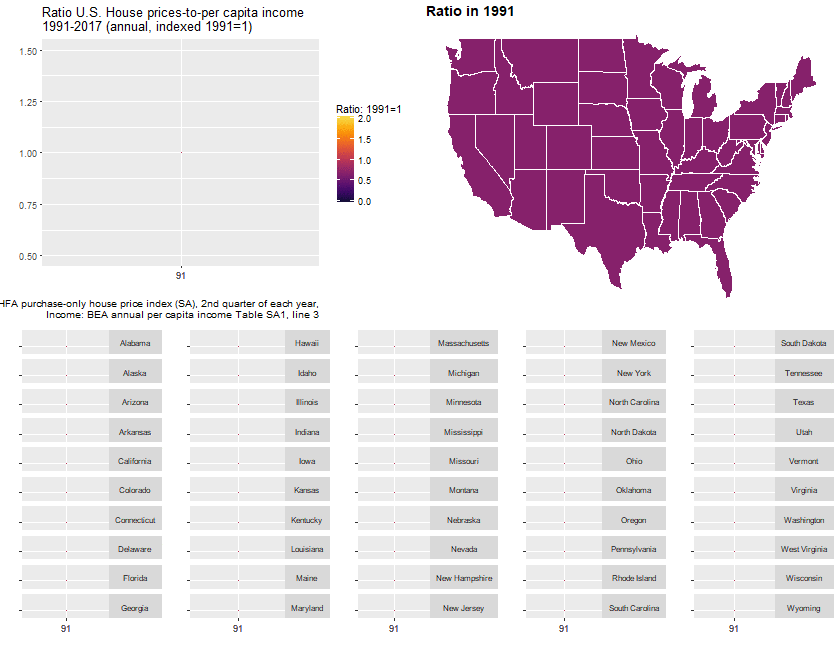 Ratio U.S. House prices-to-per capita income
1991-2017 (annual, indexed 1991=1)
1.50
1.25
1.00
0.75
0.50
91
Ratio: 1991=1
2.0
1.5
1.0
0.5
0.0
Ratio in 1991
HFA purchase-only house price index (SA), 2nd quarter of each year,
Income: BEA annual per capita income Table SA1, line 3
Alabama
Alaska
Arizona
Arkansas
California
Colorado
Connecticut
Delaware
Florida
Georgia
91
Hawaii
Idaho
Illinois
Indiana
Iowa
Kansas
Kentucky
Louisiana
Maine
Maryland
91
Massachusetts
Michigan
Minnesota
Mississippi
Missouri
Montana
Nebraska
Nevada
New Hampshire
New Jersey
91
New Mexico
New York
North Carolina
North Dakota
Ohio
Oklahoma
Oregon
Pennsylvania
Rhode Island
South Carolina
91
South Dakota
Tennessee
Texas
Utah
Vermont
Virginia
Washington
West Virginia
Wisconsin
Wyoming
91